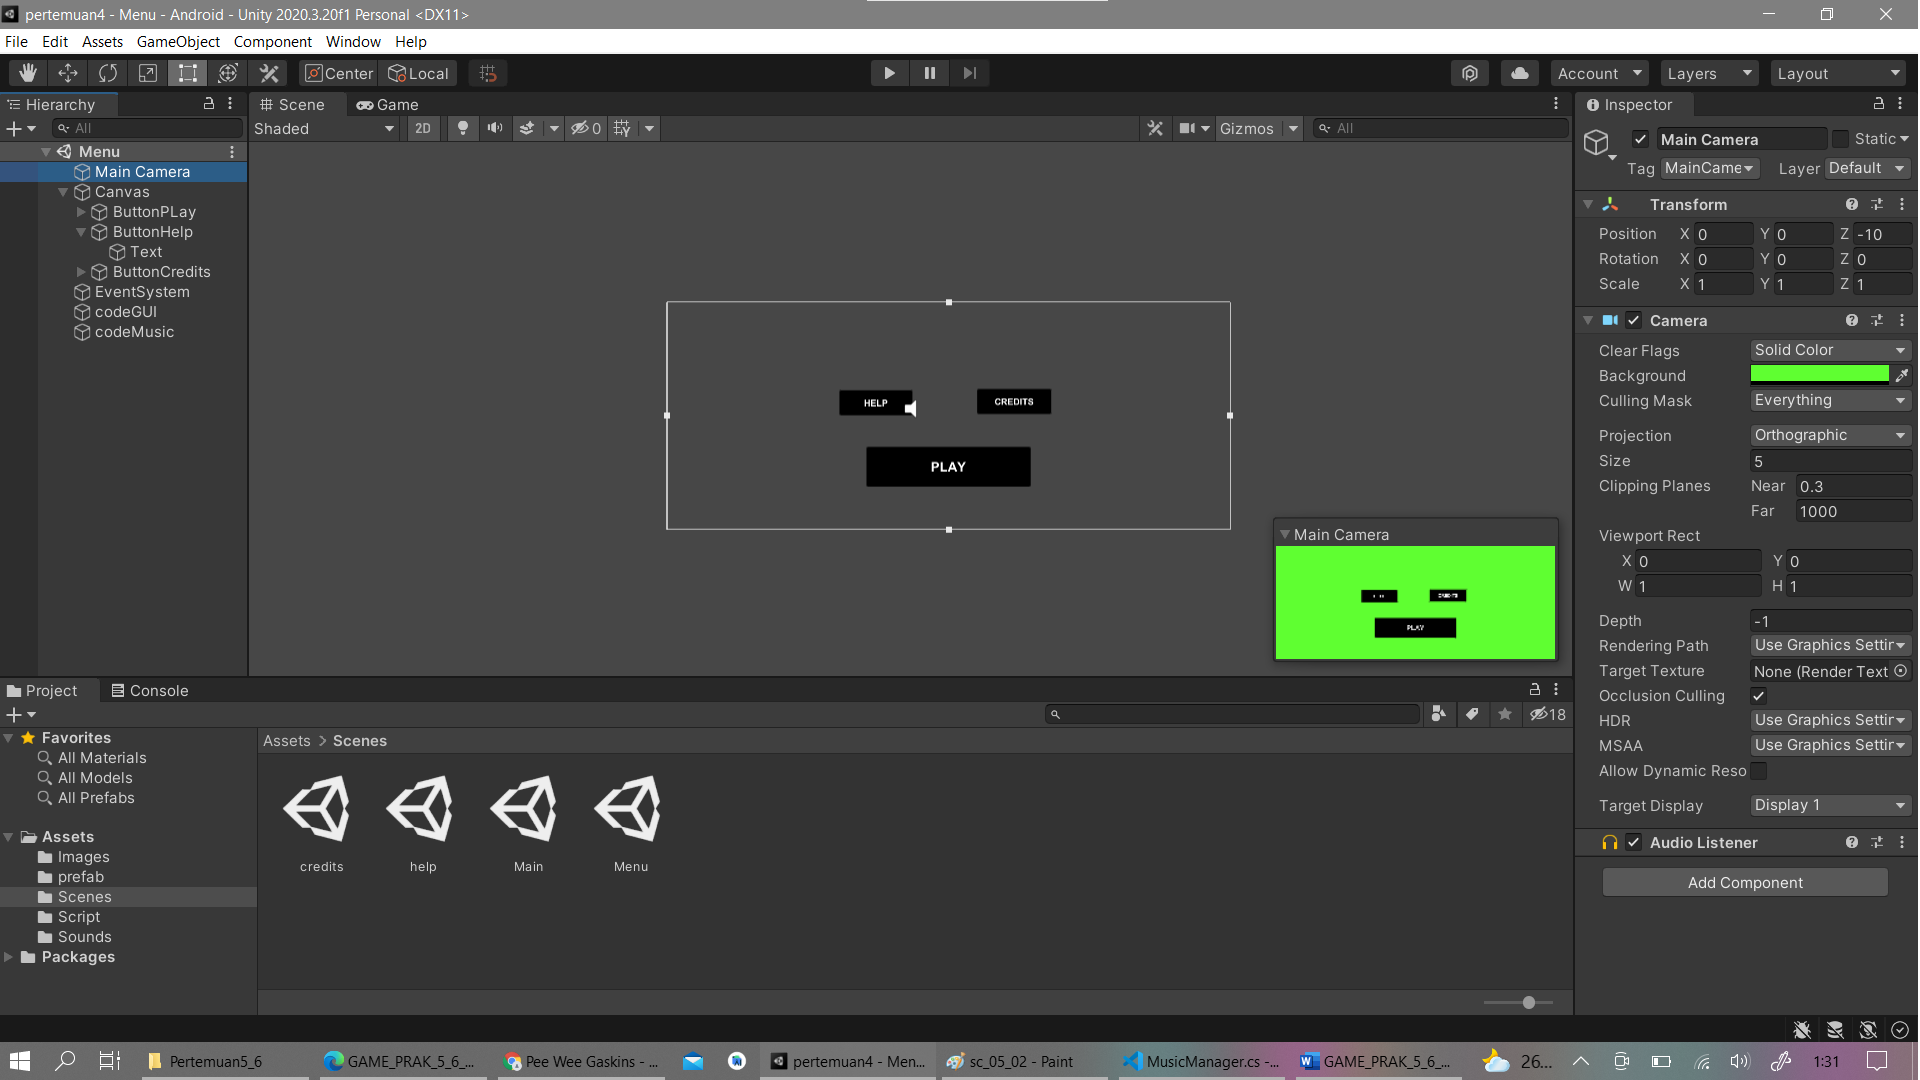 pertemuan4 - Menu - Android - Unity 2020.3.20f1 Personal <DX11>
File Edit Assets GameObject Component Window Help
Center Local Account Layers Layout
Hierarchy
All
Menu
Main Camera
Canvas
ButtonPLay
ButtonHelp
Text
ButtonCredits
EventSystem
codeGUI
codeMusic
Scene Game
Shaded 2D 0 Gizmos All
HELP
CREDITS
PLAY
Main Camera
CREDITS
PLAY
Inspector
Main Camera Static
Tag MainCame Layer Default
Transform
Position X 0 Y 0 Z -10
Rotation X 0 Y 0 Z 0
Scale X 1 Y 1 Z 1
Camera
Clear Flags Solid Color
Background
Culling Mask Everything
Projection Orthographic
Size 5
Clipping Planes Near 0.3
Far 1000
Viewport Rect
X 0 Y 0
W 1 H 1
Depth -1
Rendering Path Use Graphics Settir
Target Texture None (Render Text
Occlusion Culling
HDR Use Graphics Settir
MSAA Use Graphics Settir
Allow Dynamic Reso
Target Display Display 1
Audio Listener
Add Component
Project Console
18
Favorites
All Materials
All Models
All Prefabs
Assets
Images
prefab
Scenes
Script
Sounds
Packages
Assets > Scenes
credits help Main Menu
Pertemuan5_6 GAME_PRAK_5_6_... Pee Wee Gaskins - ... pertemuan4 - Men... sc_05_02 - Paint MusicManager.cs -... GAME_PRAK_5_6_... 26... 1:31